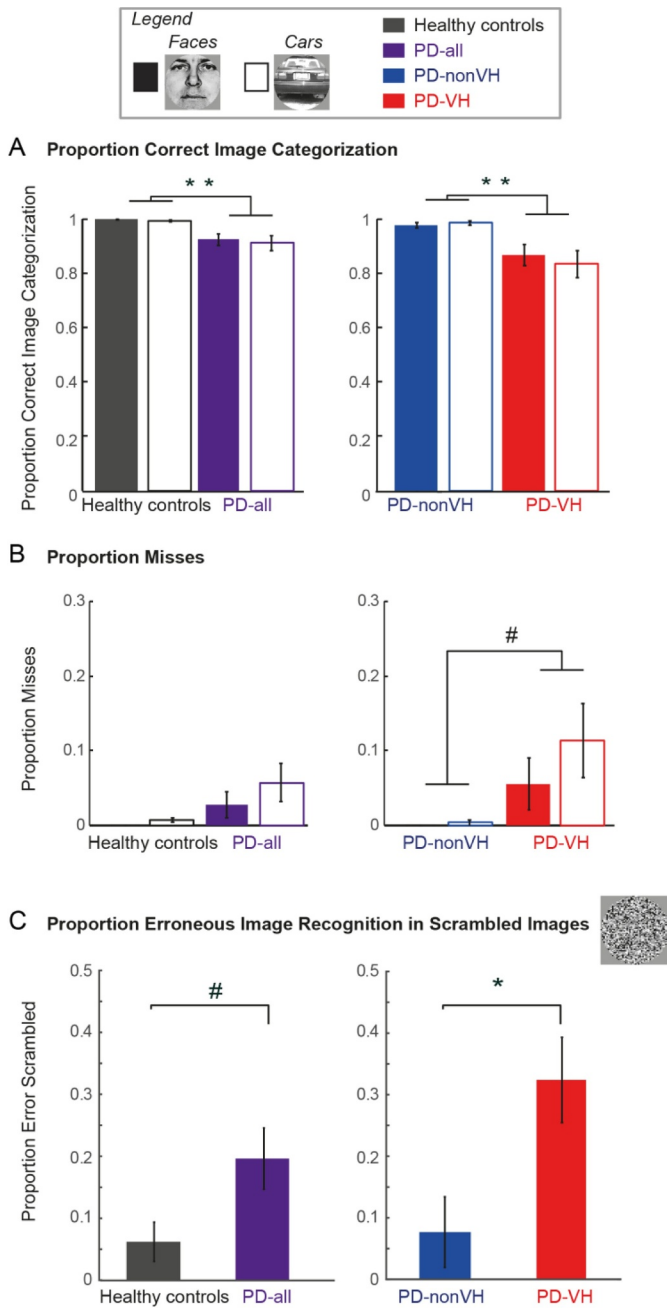 Legend
Faces
Cars
Healthy controls
PD-all
PD-nonVH
PD-VH
A Proportion Correct Image Categorization
* *
* *
Proportion Correct Image Categorization
1
0.8
0.6
0.4
0.2
0
Healthy controls PD-all
1
0.8
0.6
0.4
0.2
0
PD-nonVH PD-VH
B Proportion Misses
Proportion Misses
0.3
0.2
0.1
0
Healthy controls PD-all
#
0.3
0.2
0.1
0
PD-nonVH PD-VH
C Proportion Erroneous Image Recognition in Scrambled Images
Proportion Error Scrambled
#
0.5
0.4
0.3
0.2
0.1
0
Healthy controls PD-all
*
0.5
0.4
0.3
0.2
0.1
0
PD-nonVH PD-VH